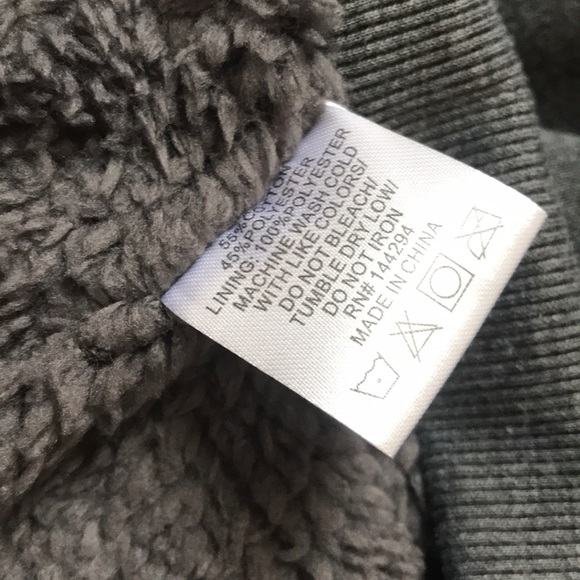 55% COTTON
45% POLYESTER
LINING: 100% POLYESTER
MACHINE WASH COLD
WITH LIKE COLORS/
DO NOT BLEACH/
TUMBLE DRY LOW/
DO NOT IRON
RN# 144294
MADE IN CHINA